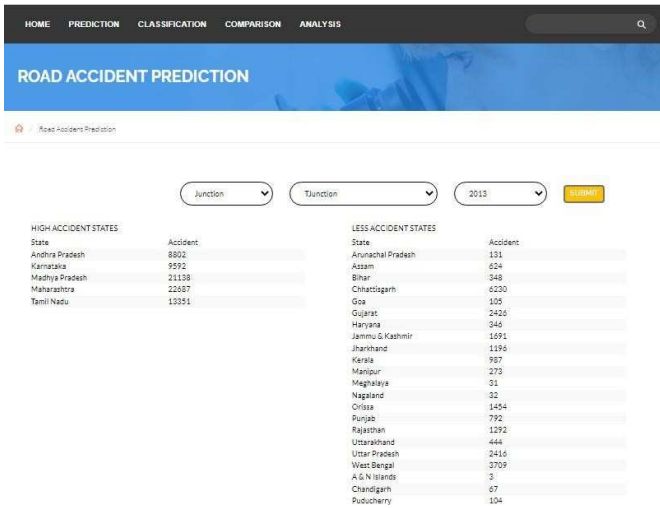 HOME PREDICTION CLASSIFICATION COMPARISON ANALYSIS
ROAD ACCIDENT PREDICTION
/ Road Accident Prediction
Junction TJunction 2013 SUBMIT
HIGH ACCIDENT STATES
State Accident
Andhra Pradesh 8802
Karnataka 9592
Madhya Pradesh 21138
Maharashtra 22687
Tamil Nadu 13351
LESS ACCIDENT STATES
State Accident
Arunachal Pradesh 131
Assam 624
Bihar 348
Chhattisgarh 6230
Goa 105
Gujarat 2426
Haryana 346
Jammu & Kashmir 1691
Jharkhand 1196
Kerala 987
Manipur 273
Meghalaya 31
Nagaland 32
Orissa 1454
Punjab 792
Rajasthan 1292
Uttarakhand 444
Uttar Pradesh 2416
West Bengal 3709
A & N Islands 3
Chandigarh 67
Puducherry 104